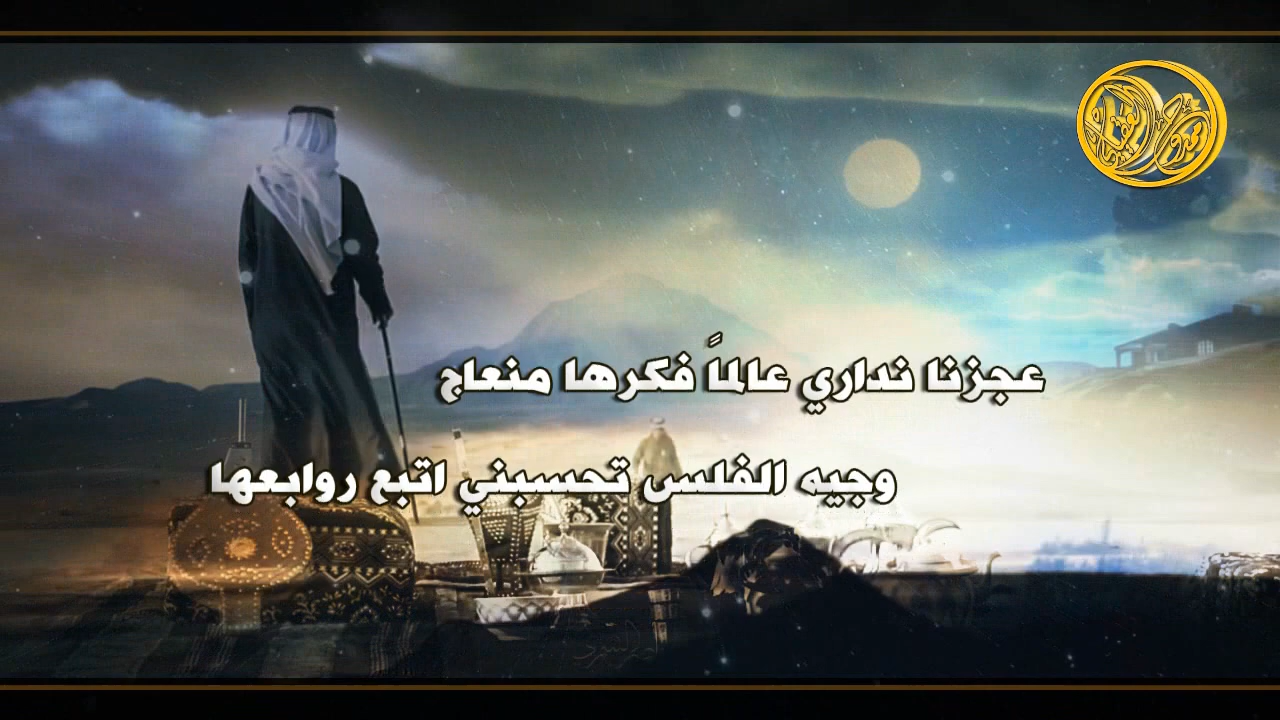 عجزنا نداري عالماً فكرها منعاج
وجيه الفلس تحسبني اتبع روابعها